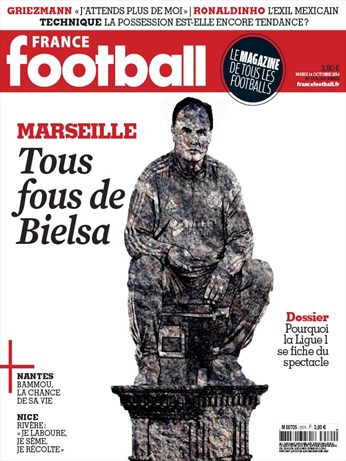 GRIEZMANN « J'ATTENDS PLUS DE MOI » | RONALDINHO L'EXIL MEXICAIN
TECHNIQUE LA POSSESSION EST-ELLE ENCORE TENDANCE ?
FRANCE
football
LE MAGAZINE
DE TOUS LES
FOOTBALLS
2,80 €
MARDI 14 OCTOBRE 2014
francefootball.fr
MARSEILLE
Tous
fous de
Bielsa
Dossier
Pourquoi
la Ligue 1
se fiche du
spectacle
+
NANTES
BAMMOU,
LA CHANCE
DE SA VIE
NICE
RIVÈRE :
« JE LABOURE,
JE SÈME,
JE RÉCOLTE »
2,80 €